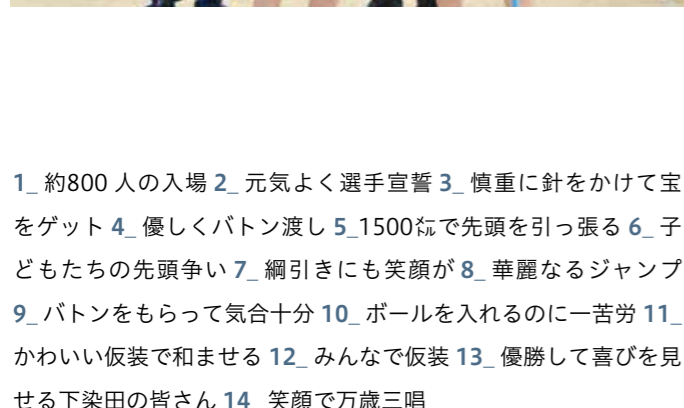 1_ 約800 人の入場 2_ 元気よく選手宣誓 3_ 慎重に針をかけて宝
をゲット 4_ 優しくバトン渡し 5_1500㍍で先頭を引っ張る 6_ 子
どもたちの先頭争い 7_ 綱引きにも笑顔が 8_ 華麗なるジャンプ
9_ バトンをもらって気合十分 10_ ボールを入れるのに一苦労 11_
かわいい仮装で和ませる 12_ みんなで仮装 13_ 優勝して喜びを見
せる下染田の皆さん 14_ 笑顔で万歳三唱